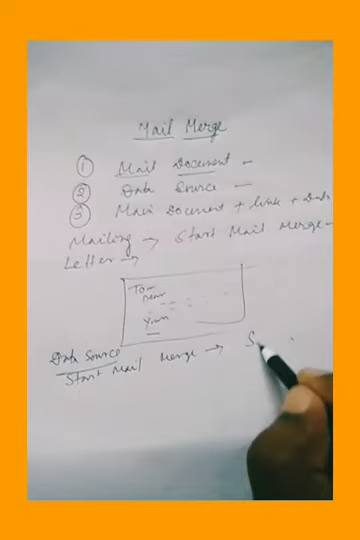 Mail Merge
① Mail Document -
② Data Source -
③ Main Document + link + Data
Mailing → Start Mail Merge -
Letter →
To
Data Source
Start Mail Merge → S